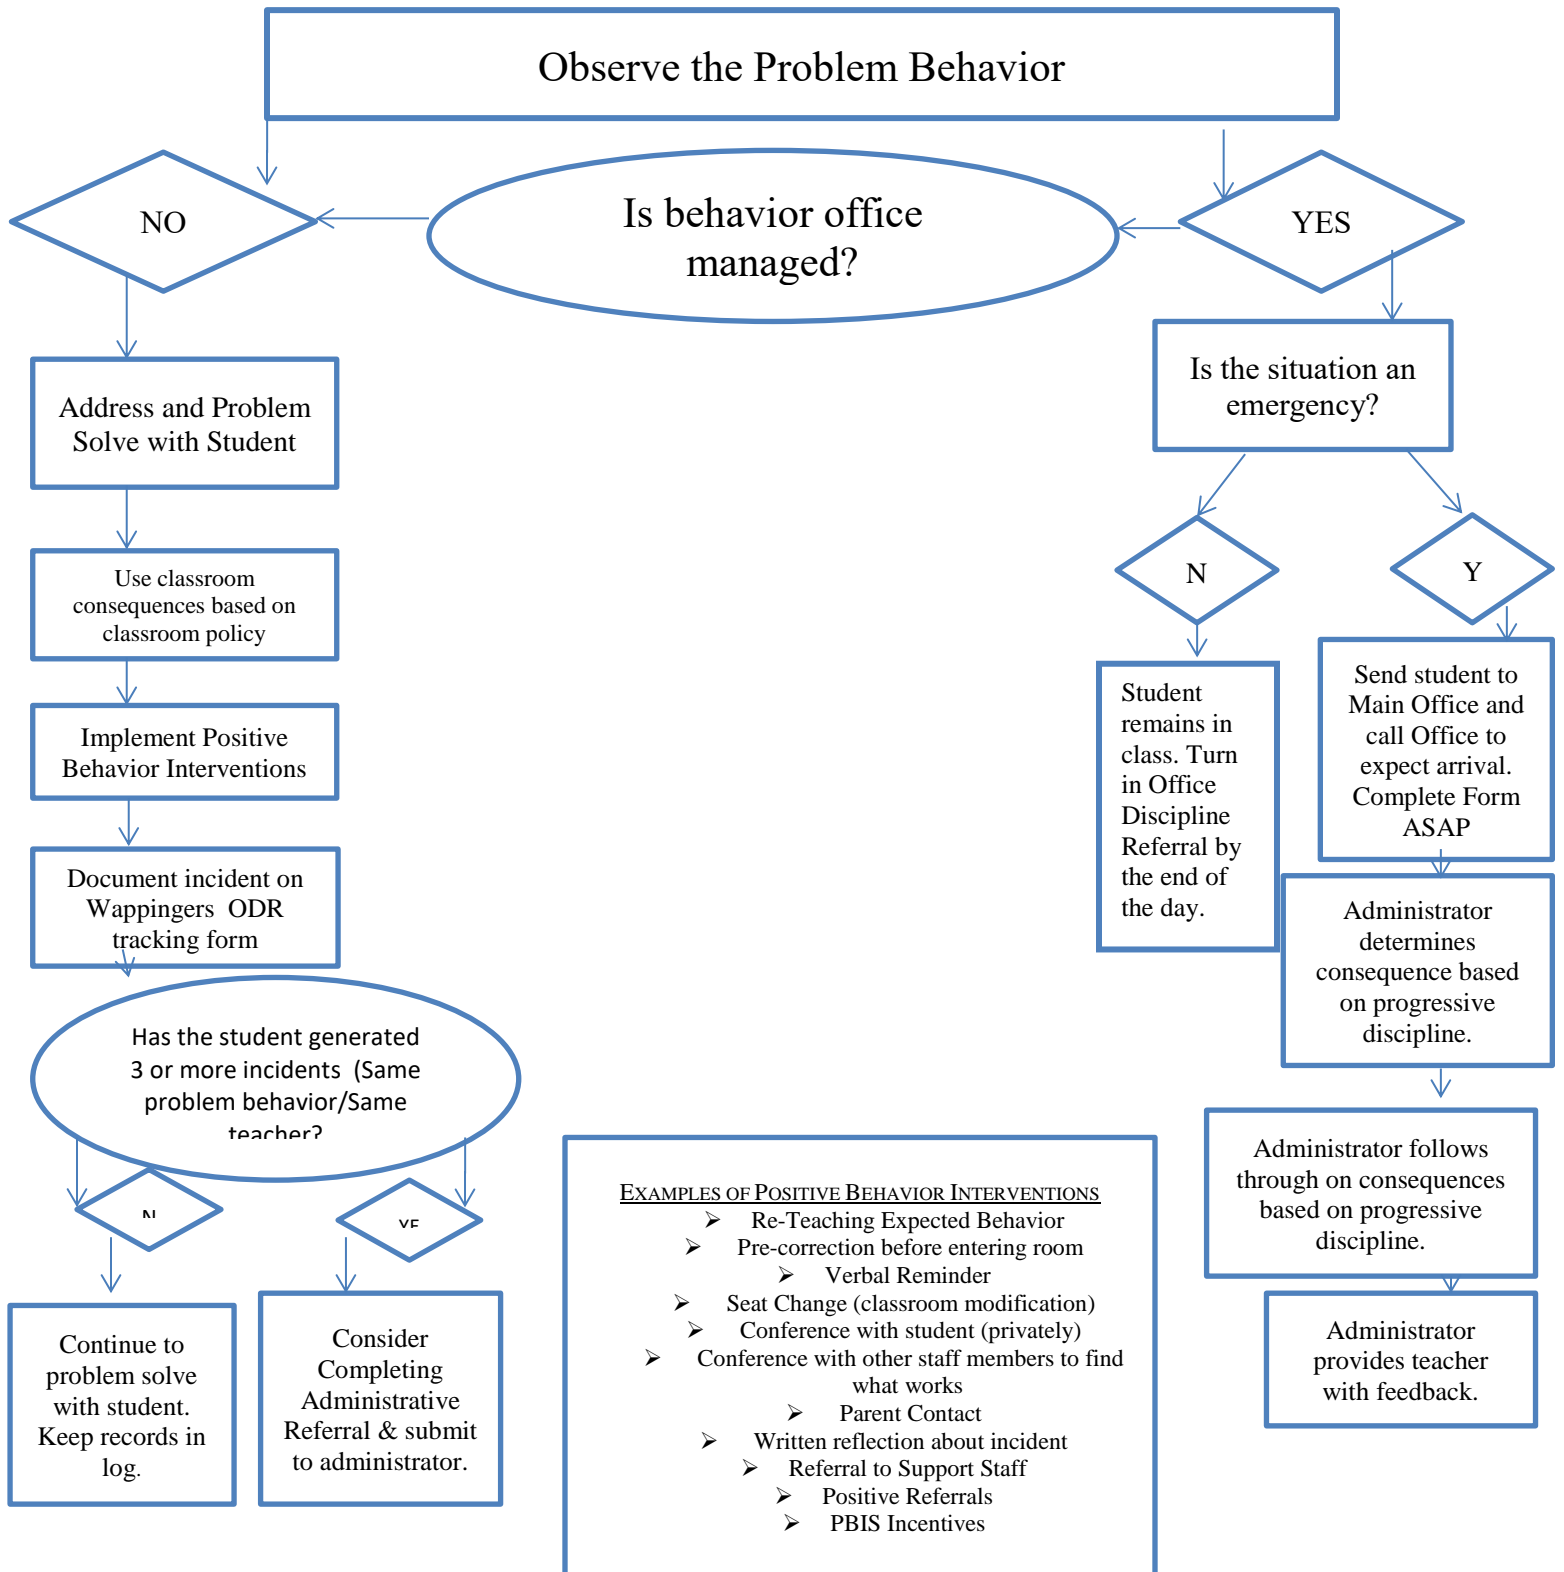 Observe the Problem Behavior
NO
Is behavior office
managed?
YES
Address and Problem
Solve with Student
Use classroom
consequences based on
classroom policy
Implement Positive
Behavior Interventions
Document incident on
Wappingers ODR
tracking form
Has the student generated
3 or more incidents (Same
problem behavior/Same
teacher?
N
YE
Continue to
problem solve
with student.
Keep records in
log.
Consider
Completing
Administrative
Referral & submit
to administrator.
EXAMPLES OF POSITIVE BEHAVIOR INTERVENTIONS
➢ Re-Teaching Expected Behavior
➢ Pre-correction before entering room
➢ Verbal Reminder
➢ Seat Change (classroom modification)
➢ Conference with student (privately)
➢ Conference with other staff members to find
what works
➢ Parent Contact
➢ Written reflection about incident
➢ Referral to Support Staff
➢ Positive Referrals
➢ PBIS Incentives
Is the situation an
emergency?
N
Y
Student
remains in
class. Turn
in Office
Discipline
Referral by
the end of
the day.
Send student to
Main Office and
call Office to
expect arrival.
Complete Form
ASAP
Administrator
determines
consequence based
on progressive
discipline.
Administrator follows
through on consequences
based on progressive
discipline.
Administrator
provides teacher
with feedback.